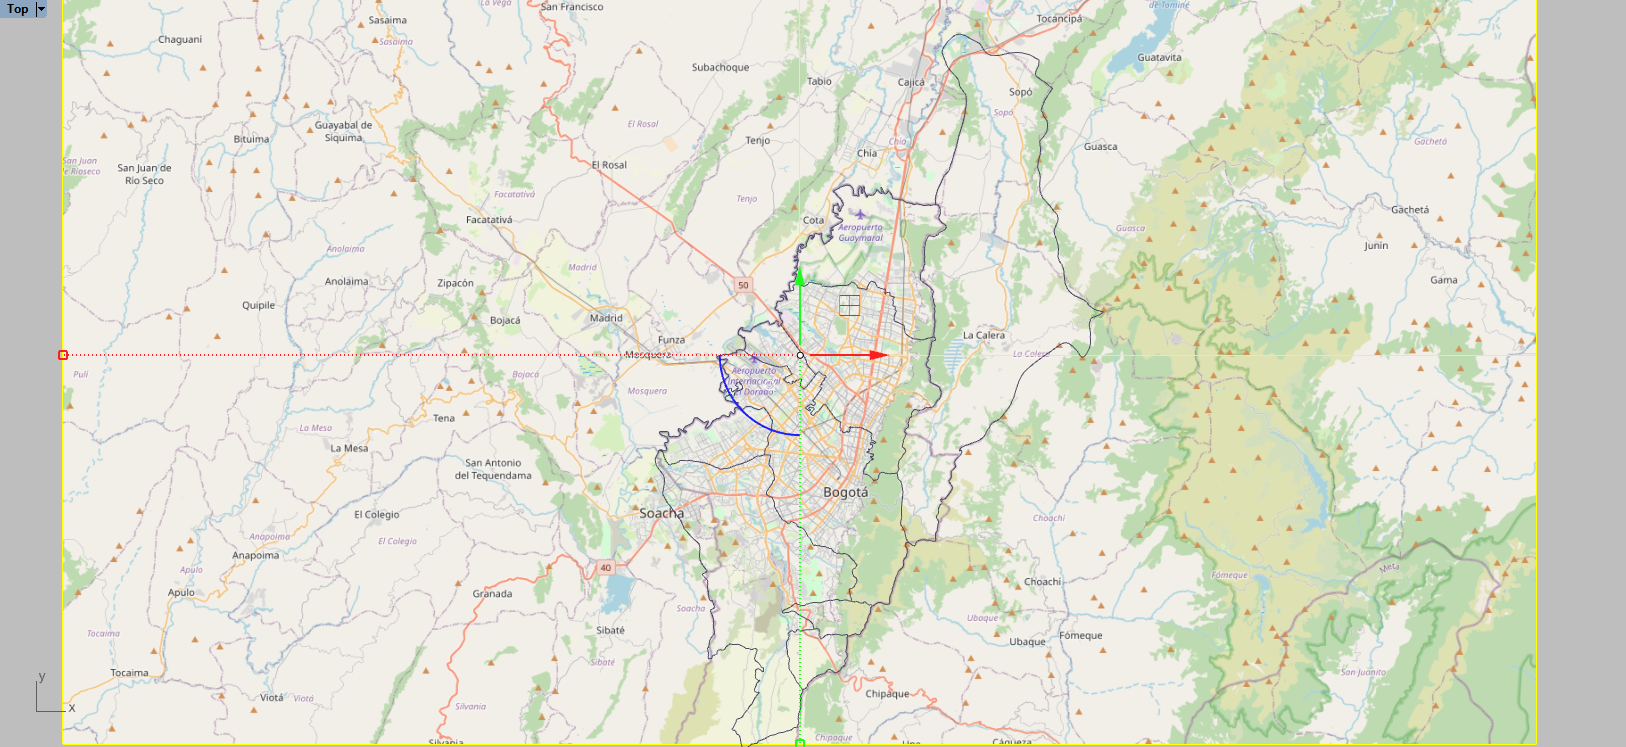 Top
La Vega
San Francisco
de Tominé
Sasaima
Tocancipá
Chaguani
Sasaima
Guatavita
Subachoque
Tabio
Cajicá
Sopó
Guayabal de
Siquima
El Rosal
Sopo
Bituima
Tenjo
Chía
Chía
Guasca
Gachetá
San Juan
de Rioseco
San Juan de
Río Seco
El Rosal
Facatativá
Tenjo
Gachetá
Facatativá
Cota
Aeropuerto
Guaymaral
Guasca
Junin
Anolaima
Madrid
Anolaima
Zipacón
50
Gama
Quipile
Bojacá
Madrid
Funza
La Calera
Mosquera
La Calera
Pulí
Bojacá
Mosquera
Aeropuerto
Internacional
El Dorado
Tena
La Mesa
La Mesa
San Antonio
del Tequendama
Bogotá
Soacha
El Colegio
Choachí
Anapoima
El Colegio
Anapoima
Apulo
40
Meta
Fómeque
Choachi
Apulo
Granada
Soacha
Ubaque
Tocaima
Sibaté
Ubaque
Fómeque
Sibaté
Tocaima
San-Juanito
y
Viotá
Viotá
Silvania
Chipaque
x
Silvania
Chipaque
Cáqueza